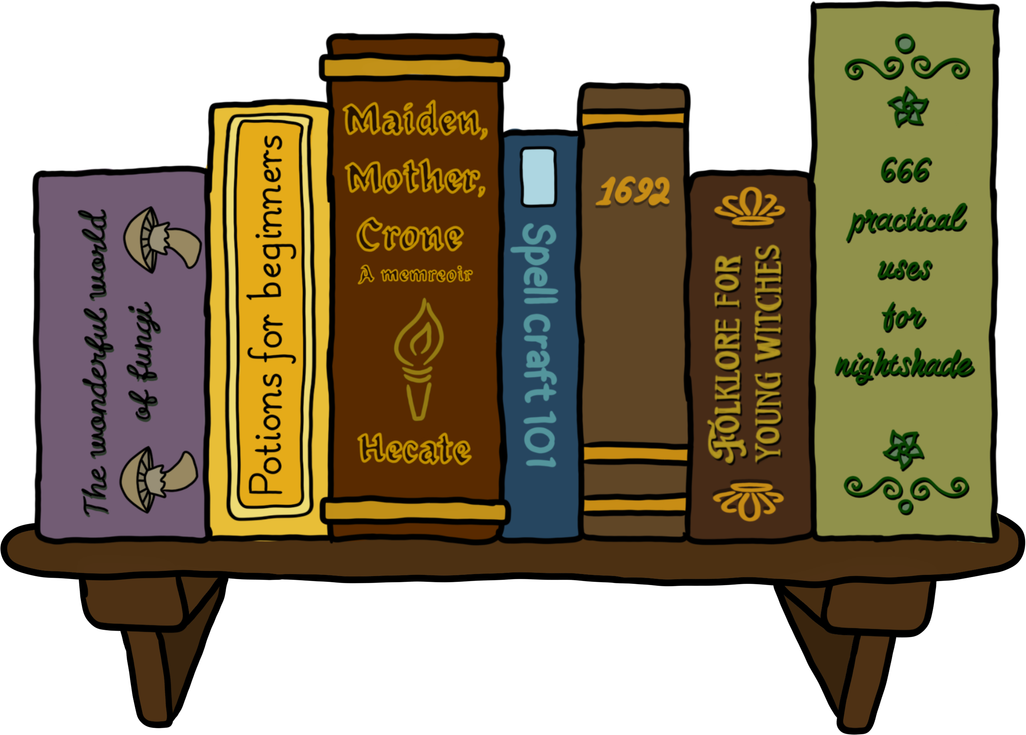 The wonderful world
of fungi
Potions for beginners
Maiden,
Mother,
Crone
A memreoir
Hecate
Spell craft 101
1692
FOLKLORE FOR
YOUNG WITCHES
666
practical
uses
for
nightshade